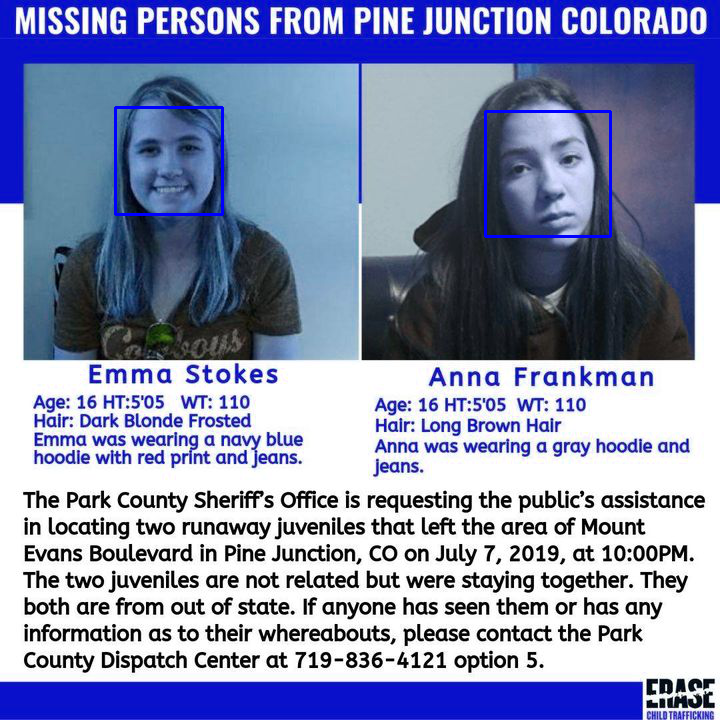 MISSING PERSONS FROM PINE JUNCTION COLORADO
Emma Stokes
Age: 16 HT:5'05 WT: 110
Hair: Dark Blonde Frosted
Emma was wearing a navy blue
hoodie with red print and jeans.
Anna Frankman
Age: 16 HT:5'05 WT: 110
Hair: Long Brown Hair
Anna was wearing a gray hoodie and
jeans.
The Park County Sheriff's Office is requesting the public's assistance
in locating two runaway juveniles that left the area of Mount
Evans Boulevard in Pine Junction, CO on July 7, 2019, at 10:00PM.
The two juveniles are not related but were staying together. They
both are from out of state. If anyone has seen them or has any
information as to their whereabouts, please contact the Park
County Dispatch Center at 719-836-4121 option 5.
ERASE
CHILD TRAFFICKING